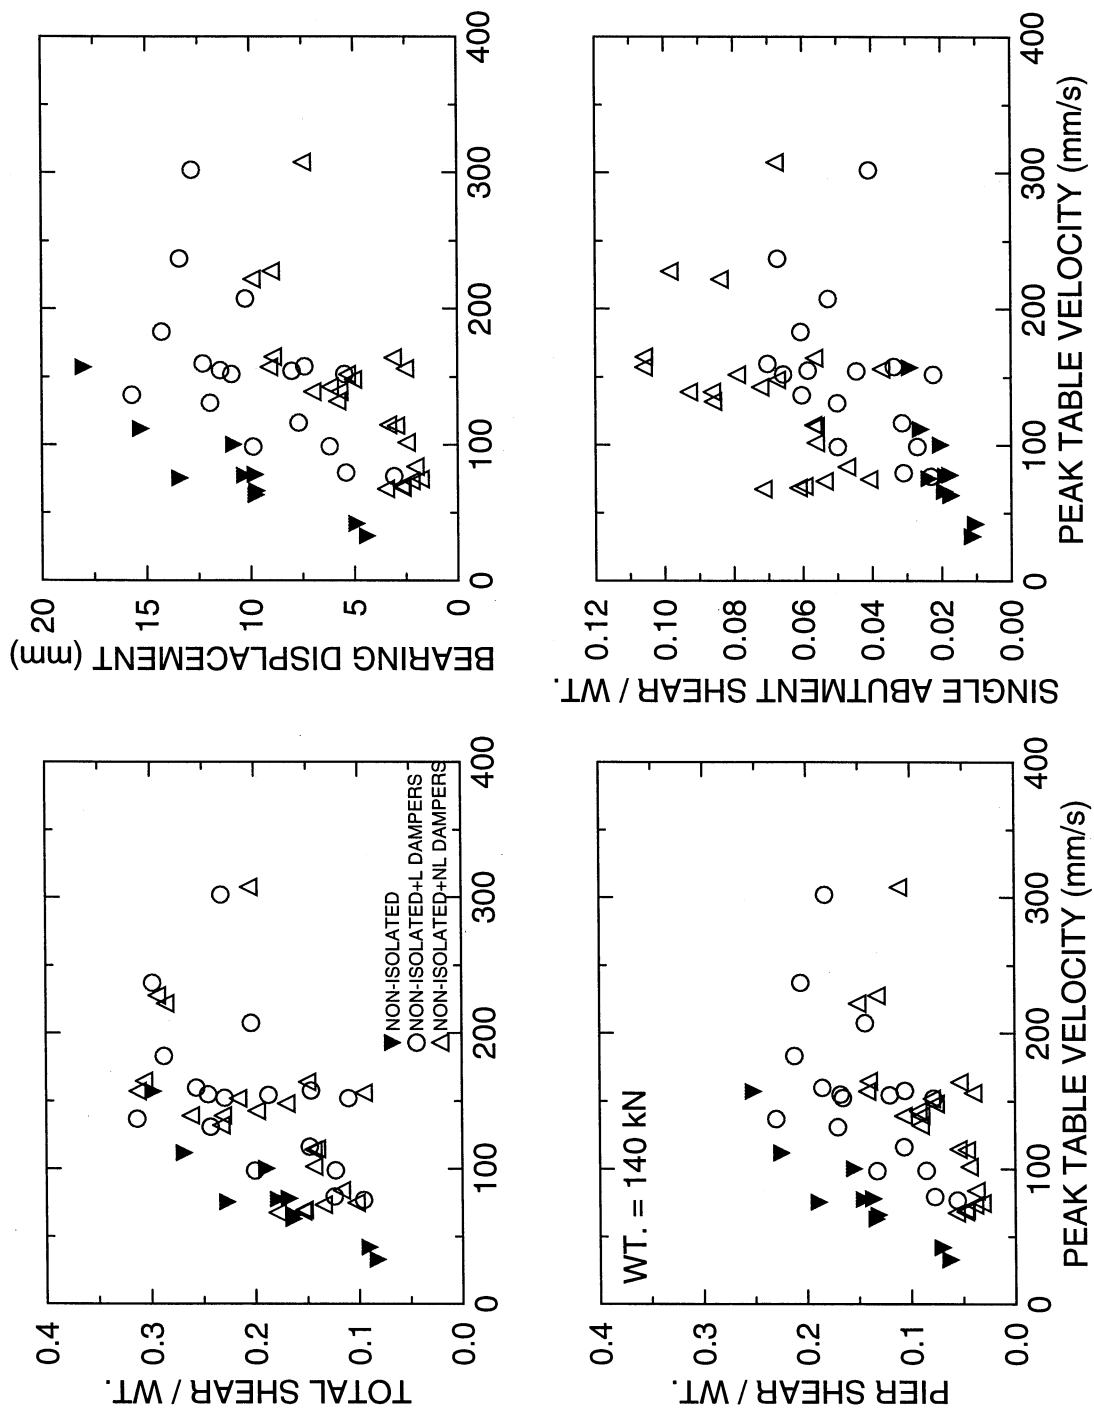 TOTAL SHEAR / WT.
0.4
0.3
0.2
0.1
0.0
NON-ISOLATED
NON-ISOLATED+L DAMPERS
NON-ISOLATED+NL DAMPERS
0 100 200 300 400
BEARING DISPLACEMENT (mm)
20
15
10
5
0
0 100 200 300 400
PIER SHEAR / WT.
0.4
0.3
0.2
0.1
0.0
WT. = 140 kN
0 100 200 300 400
PEAK TABLE VELOCITY (mm/s)
SINGLE ABUTMENT SHEAR / WT.
0.12
0.10
0.08
0.06
0.04
0.02
0.00
0 100 200 300 400
PEAK TABLE VELOCITY (mm/s)